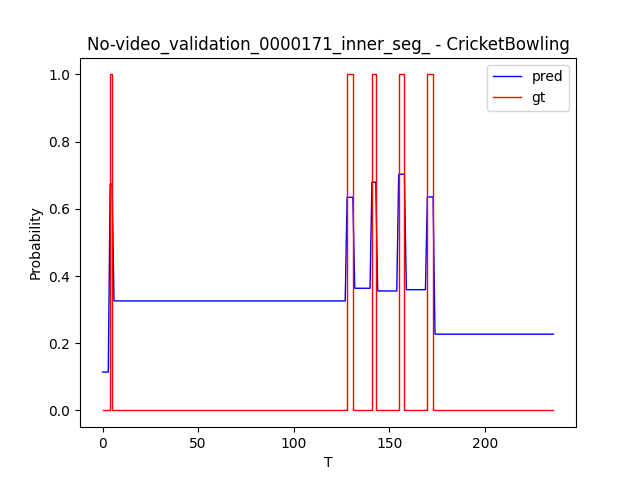 No-video_validation_0000171_inner_seg_ - CricketBowling
pred
gt
1.0
0.8
0.6
0.4
0.2
0.0
Probability
0
50
100
150
200
T